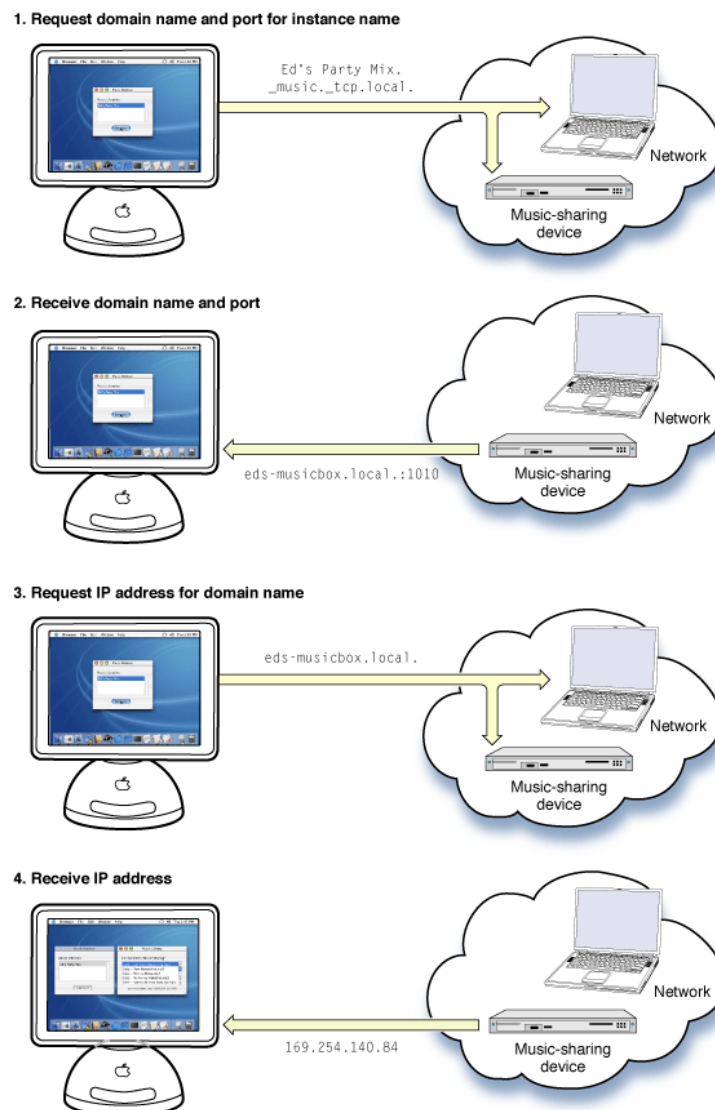 1. Request domain name and port for instance name
Ed's Party Mix.
_music._tcp.local.
Network
Music-sharing
device
2. Receive domain name and port
Network
eds-musicbox.local.:1010
Music-sharing
device
3. Request IP address for domain name
eds-musicbox.local.
Network
Music-sharing
device
4. Receive IP address
Network
169.254.140.84
Music-sharing
device